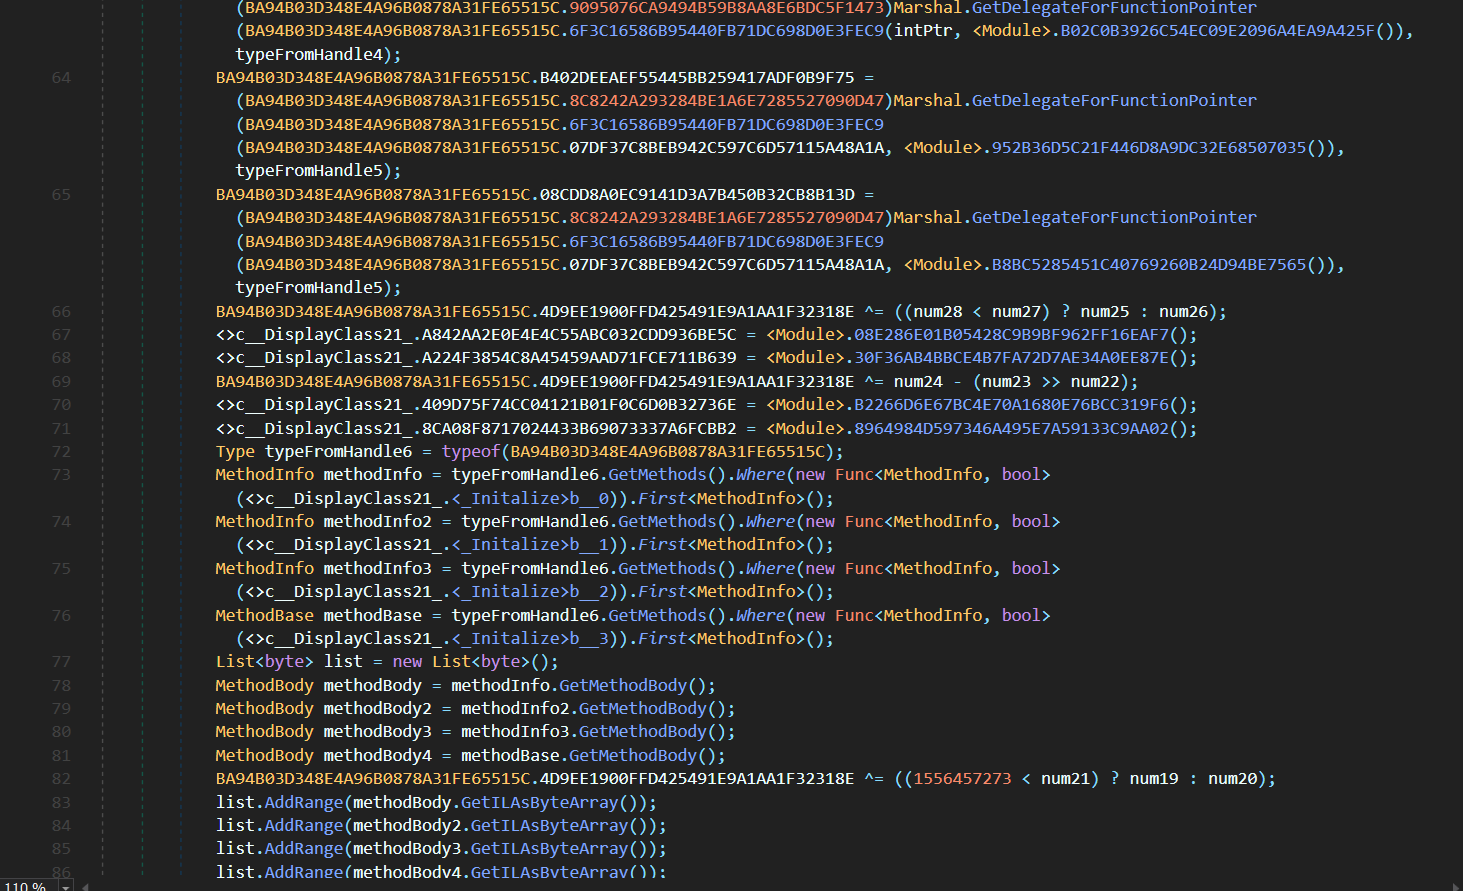 (BA94B03D348E4A96B0878A31FE65515C.9095076CA9494B59B8AA8E6BDC5F1473)Marshal.GetDelegateForFunctionPointer
(BA94B03D348E4A96B0878A31FE65515C.6F3C16586B95440FB71DC698D0E3FEC9(intPtr, <Module>.B02C0B3926C54EC09E2096A4EA9A425F()),
typeFromHandle4);
64 BA94B03D348E4A96B0878A31FE65515C.B402DEEAEF55445BB259417ADF0B9F75 =
(BA94B03D348E4A96B0878A31FE65515C.8C8242A293284BE1A6E7285527090D47)Marshal.GetDelegateForFunctionPointer
(BA94B03D348E4A96B0878A31FE65515C.6F3C16586B95440FB71DC698D0E3FEC9
(BA94B03D348E4A96B0878A31FE65515C.07DF37C8BEB942C597C6D57115A48A1A, <Module>.952B36D5C21F446D8A9DC32E68507035()),
typeFromHandle5);
65 BA94B03D348E4A96B0878A31FE65515C.08CDD8A0EC9141D3A7B450B32CB8B13D =
(BA94B03D348E4A96B0878A31FE65515C.8C8242A293284BE1A6E7285527090D47)Marshal.GetDelegateForFunctionPointer
(BA94B03D348E4A96B0878A31FE65515C.6F3C16586B95440FB71DC698D0E3FEC9
(BA94B03D348E4A96B0878A31FE65515C.07DF37C8BEB942C597C6D57115A48A1A, <Module>.B8BC5285451C40769260B24D94BE7565()),
typeFromHandle5);
66 BA94B03D348E4A96B0878A31FE65515C.4D9EE1900FFD425491E9A1AA1F32318E ^= ((num28 < num27) ? num25 : num26);
67 <>c__DisplayClass21_.A842AA2E0E4E4C55ABC032CDD936BE5C = <Module>.08E286E01B05428C9B9BF962FF16EAF7();
68 <>c__DisplayClass21_.A224F3854C8A45459AAD71FCE711B639 = <Module>.30F36AB4BBCE4B7FA72D7AE34A0EE87E();
69 BA94B03D348E4A96B0878A31FE65515C.4D9EE1900FFD425491E9A1AA1F32318E ^= num24 - (num23 >> num22);
70 <>c__DisplayClass21_.409D75F74CC04121B01F0C6D0B32736E = <Module>.B2266D6E67BC4E70A1680E76BCC319F6();
71 <>c__DisplayClass21_.8CA08F8717024433B69073337A6FCBB2 = <Module>.8964984D597346A495E7A59133C9AA02();
72 Type typeFromHandle6 = typeof(BA94B03D348E4A96B0878A31FE65515C);
73 MethodInfo methodInfo = typeFromHandle6.GetMethods().Where(new Func<MethodInfo, bool>
(<>c__DisplayClass21_.<_Initalize>b__0)).First<MethodInfo>();
74 MethodInfo methodInfo2 = typeFromHandle6.GetMethods().Where(new Func<MethodInfo, bool>
(<>c__DisplayClass21_.<_Initalize>b__1)).First<MethodInfo>();
75 MethodInfo methodInfo3 = typeFromHandle6.GetMethods().Where(new Func<MethodInfo, bool>
(<>c__DisplayClass21_.<_Initalize>b__2)).First<MethodInfo>();
76 MethodBase methodBase = typeFromHandle6.GetMethods().Where(new Func<MethodInfo, bool>
(<>c__DisplayClass21_.<_Initalize>b__3)).First<MethodInfo>();
77 List<byte> list = new List<byte>();
78 MethodBody methodBody = methodInfo.GetMethodBody();
79 MethodBody methodBody2 = methodInfo2.GetMethodBody();
80 MethodBody methodBody3 = methodInfo3.GetMethodBody();
81 MethodBody methodBody4 = methodBase.GetMethodBody();
82 BA94B03D348E4A96B0878A31FE65515C.4D9EE1900FFD425491E9A1AA1F32318E ^= ((1556457273 < num21) ? num19 : num20);
83 list.AddRange(methodBody.GetILAsByteArray());
84 list.AddRange(methodBody2.GetILAsByteArray());
85 list.AddRange(methodBody3.GetILAsByteArray());
86 list.AddRange(methodBody4.GetILAsByteArray());
110 %